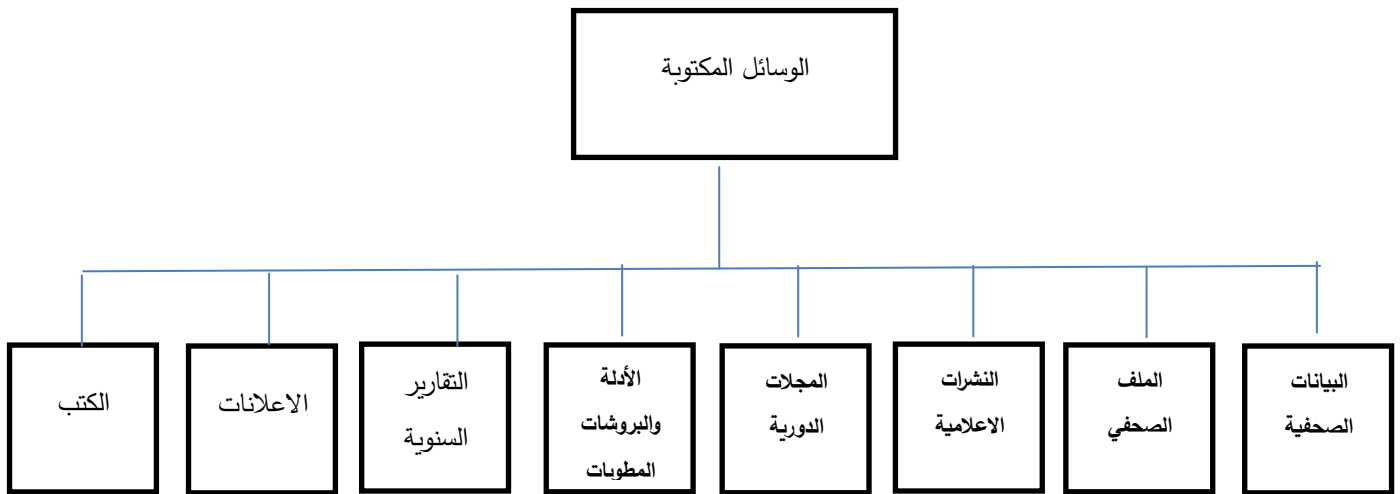 الوسائل المكتوبة
البيانات
الصحفية
الملف
الصحفي
النشرات
الاعلامية
المجلات
الدورية
الأدلة
والبروشات
المطويات
التقارير
السنوية
الاعلانات
الكتب